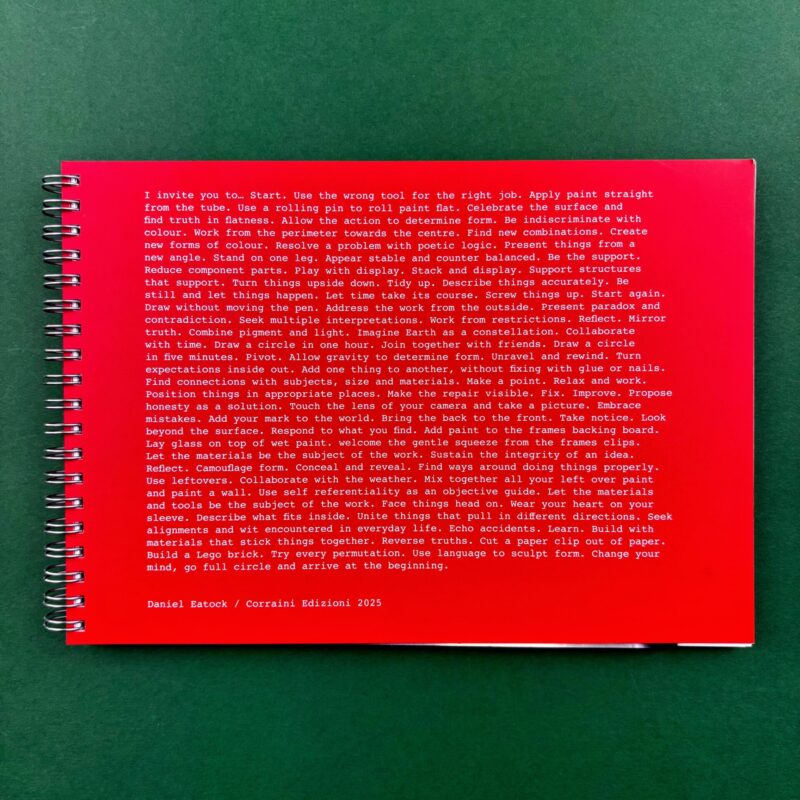 I invite you to… Start. Use the wrong tool for the right job. Apply paint straight
from the tube. Use a rolling pin to roll paint flat. Celebrate the surface and
find truth in flatness. Allow the action to determine form. Be indiscriminate with
colour. Work from the perimeter towards the centre. Find new combinations. Create
new forms of colour. Resolve a problem with poetic logic. Present things from a
new angle. Stand on one leg. Appear stable and counter balanced. Be the support.
Reduce component parts. Play with display. Stack and display. Support structures
that support. Turn things upside down. Tidy up. Describe things accurately. Be
still and let things happen. Let time take its course. Screw things up. Start again.
Draw without moving the pen. Address the work from the outside. Present paradox and
contradiction. Seek multiple interpretations. Work from restrictions. Reflect. Mirror
truth. Combine pigment and light. Imagine Earth as a constellation. Collaborate
with time. Draw a circle in one hour. Join together with friends. Draw a circle
in five minutes. Pivot. Allow gravity to determine form. Unravel and rewind. Turn
expectations inside out. Add one thing to another, without fixing with glue or nails.
Find connections with subjects, size and materials. Make a point. Relax and work.
Position things in appropriate places. Make the repair visible. Fix. Improve. Propose
honesty as a solution. Touch the lens of your camera and take a picture. Embrace
mistakes. Add your mark to the world. Bring the back to the front. Take notice. Look
beyond the surface. Respond to what you find. Add paint to the frames backing board.
Lay glass on top of wet paint. welcome the gentle squeeze from the frames clips.
Let the materials be the subject of the work. Sustain the integrity of an idea.
Reflect. Camouflage form. Conceal and reveal. Find ways around doing things properly.
Use leftovers. Collaborate with the weather. Mix together all your left over paint
and paint a wall. Use self referentiality as an objective guide. Let the materials
and tools be the subject of the work. Face things head on. Wear your heart on your
sleeve. Describe what fits inside. Unite things that pull in different directions. Seek
alignments and wit encountered in everyday life. Echo accidents. Learn. Build with
materials that stick things together. Reverse truths. Cut a paper clip out of paper.
Build a Lego brick. Try every permutation. Use language to sculpt form. Change your
mind, go full circle and arrive at the beginning.
Daniel Eatock / Corraini Edizioni 2025